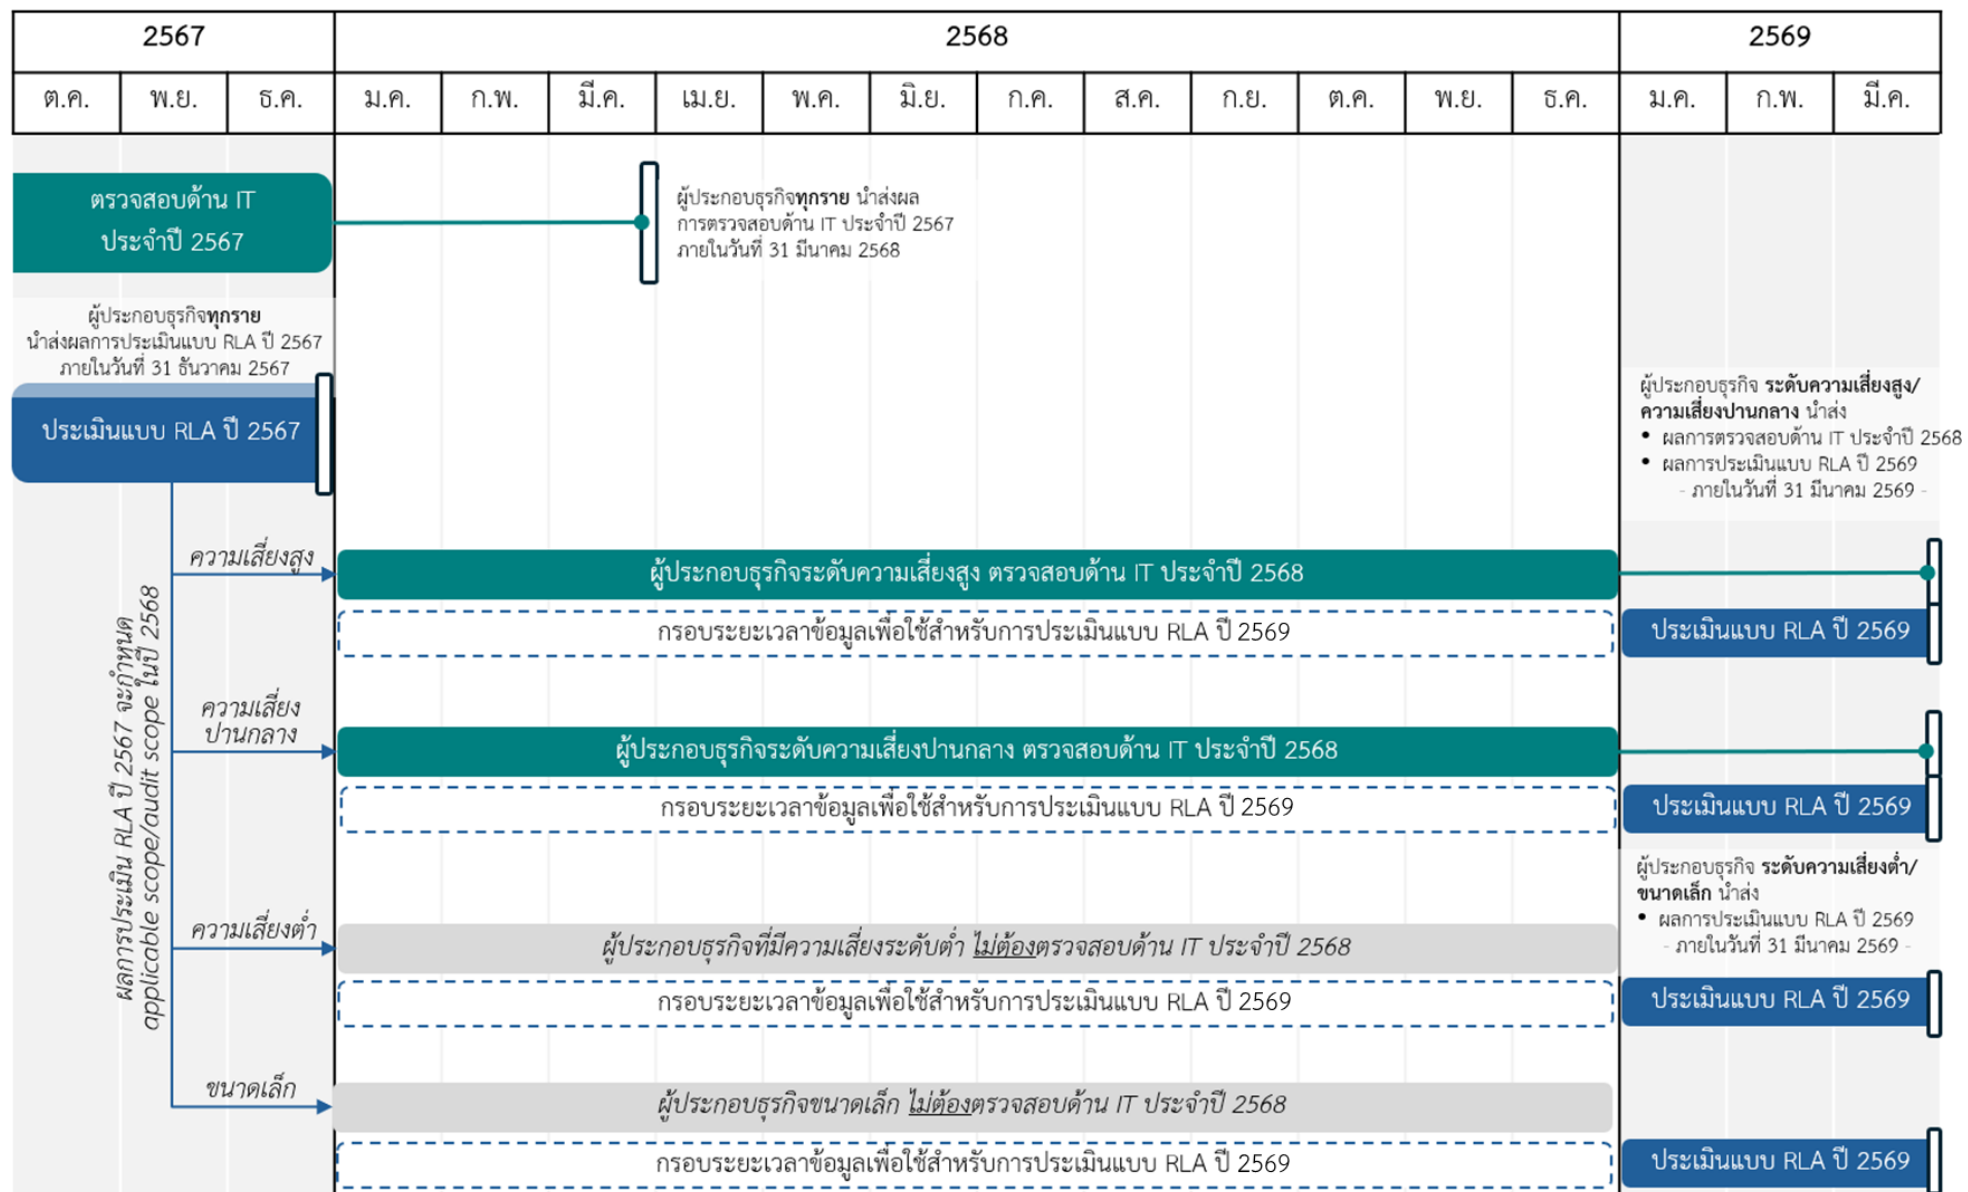 2567
2568
2569
ต.ค.
พ.ย.
ธ.ค.
ม.ค.
ก.พ.
มี.ค.
เม.ย.
พ.ค.
มิ.ย.
ก.ค.
ส.ค.
ก.ย.
ต.ค.
พ.ย.
ธ.ค.
ม.ค.
ก.พ.
มี.ค.
ตรวจสอบด้าน IT
ประจำปี 2567
ผู้ประกอบธุรกิจทุกราย นำส่งผล
การตรวจสอบด้าน IT ประจำปี 2567
ภายในวันที่ 31 มีนาคม 2568
ผู้ประกอบธุรกิจทุกราย
นำส่งผลการประเมินแบบ RLA ปี 2567
ภายในวันที่ 31 ธันวาคม 2567
ประเมินแบบ RLA ปี 2567
ผู้ประกอบธุรกิจ ระดับความเสี่ยงสูง/
ความเสี่ยงปานกลาง นำส่ง
• ผลการตรวจสอบด้าน IT ประจำปี 2568
• ผลการประเมินแบบ RLA ปี 2569
- ภายในวันที่ 31 มีนาคม 2569 -
ผลการประเมิน RLA ปี 2567 จะกำหนด
applicable scope/audit scope ในปี 2568
ความเสี่ยงสูง
ผู้ประกอบธุรกิจระดับความเสี่ยงสูง ตรวจสอบด้าน IT ประจำปี 2568
กรอบระยะเวลาข้อมูลเพื่อใช้สำหรับการประเมินแบบ RLA ปี 2569
ประเมินแบบ RLA ปี 2569
ความเสี่ยง
ปานกลาง
ผู้ประกอบธุรกิจระดับความเสี่ยงปานกลาง ตรวจสอบด้าน IT ประจำปี 2568
กรอบระยะเวลาข้อมูลเพื่อใช้สำหรับการประเมินแบบ RLA ปี 2569
ประเมินแบบ RLA ปี 2569
ผู้ประกอบธุรกิจ ระดับความเสี่ยงต่ำ/
ขนาดเล็ก นำส่ง
• ผลการประเมินแบบ RLA ปี 2569
- ภายในวันที่ 31 มีนาคม 2569 -
ความเสี่ยงต่ำ
ผู้ประกอบธุรกิจที่มีความเสี่ยงระดับต่ำ ไม่ต้องตรวจสอบด้าน IT ประจำปี 2568
กรอบระยะเวลาข้อมูลเพื่อใช้สำหรับการประเมินแบบ RLA ปี 2569
ประเมินแบบ RLA ปี 2569
ขนาดเล็ก
ผู้ประกอบธุรกิจขนาดเล็ก ไม่ต้องตรวจสอบด้าน IT ประจำปี 2568
กรอบระยะเวลาข้อมูลเพื่อใช้สำหรับการประเมินแบบ RLA ปี 2569
ประเมินแบบ RLA ปี 2569